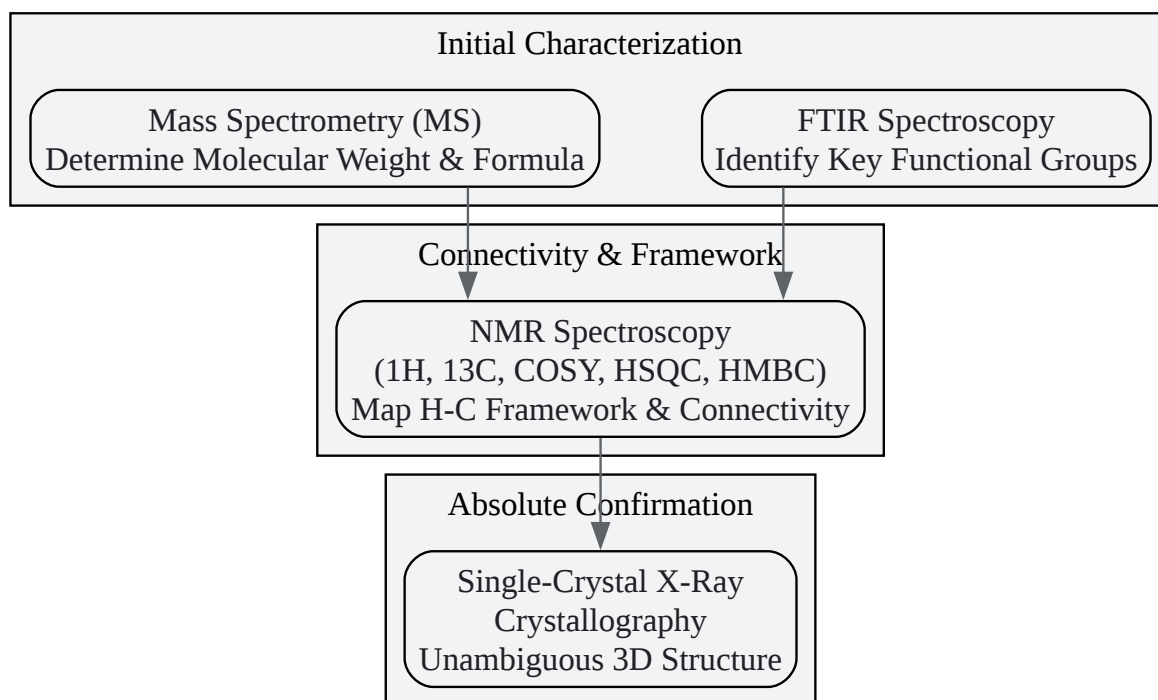 Initial Characterization
Mass Spectrometry (MS)
Determine Molecular Weight & Formula
FTIR Spectroscopy
Identify Key Functional Groups
Connectivity & Framework
NMR Spectroscopy
(1H, 13C, COSY, HSQC, HMBC)
Map H-C Framework & Connectivity
Absolute Confirmation
Single-Crystal X-Ray
Crystallography
Unambiguous 3D Structure